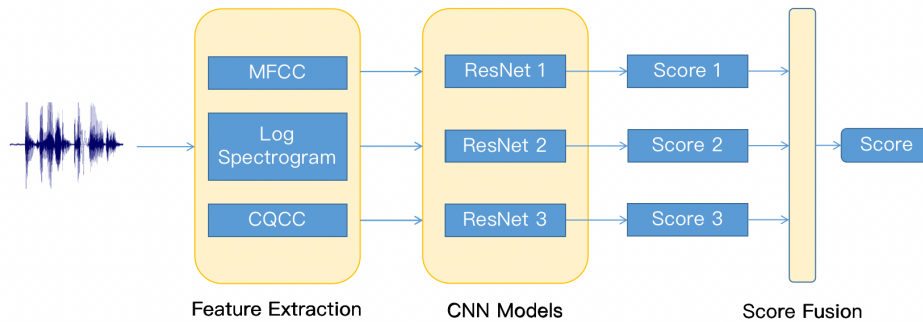 MFCC
ResNet 1
Score 1
Log
Spectrogram
ResNet 2
Score 2
Score
CQCC
ResNet 3
Score 3
Feature Extraction
CNN Models
Score Fusion